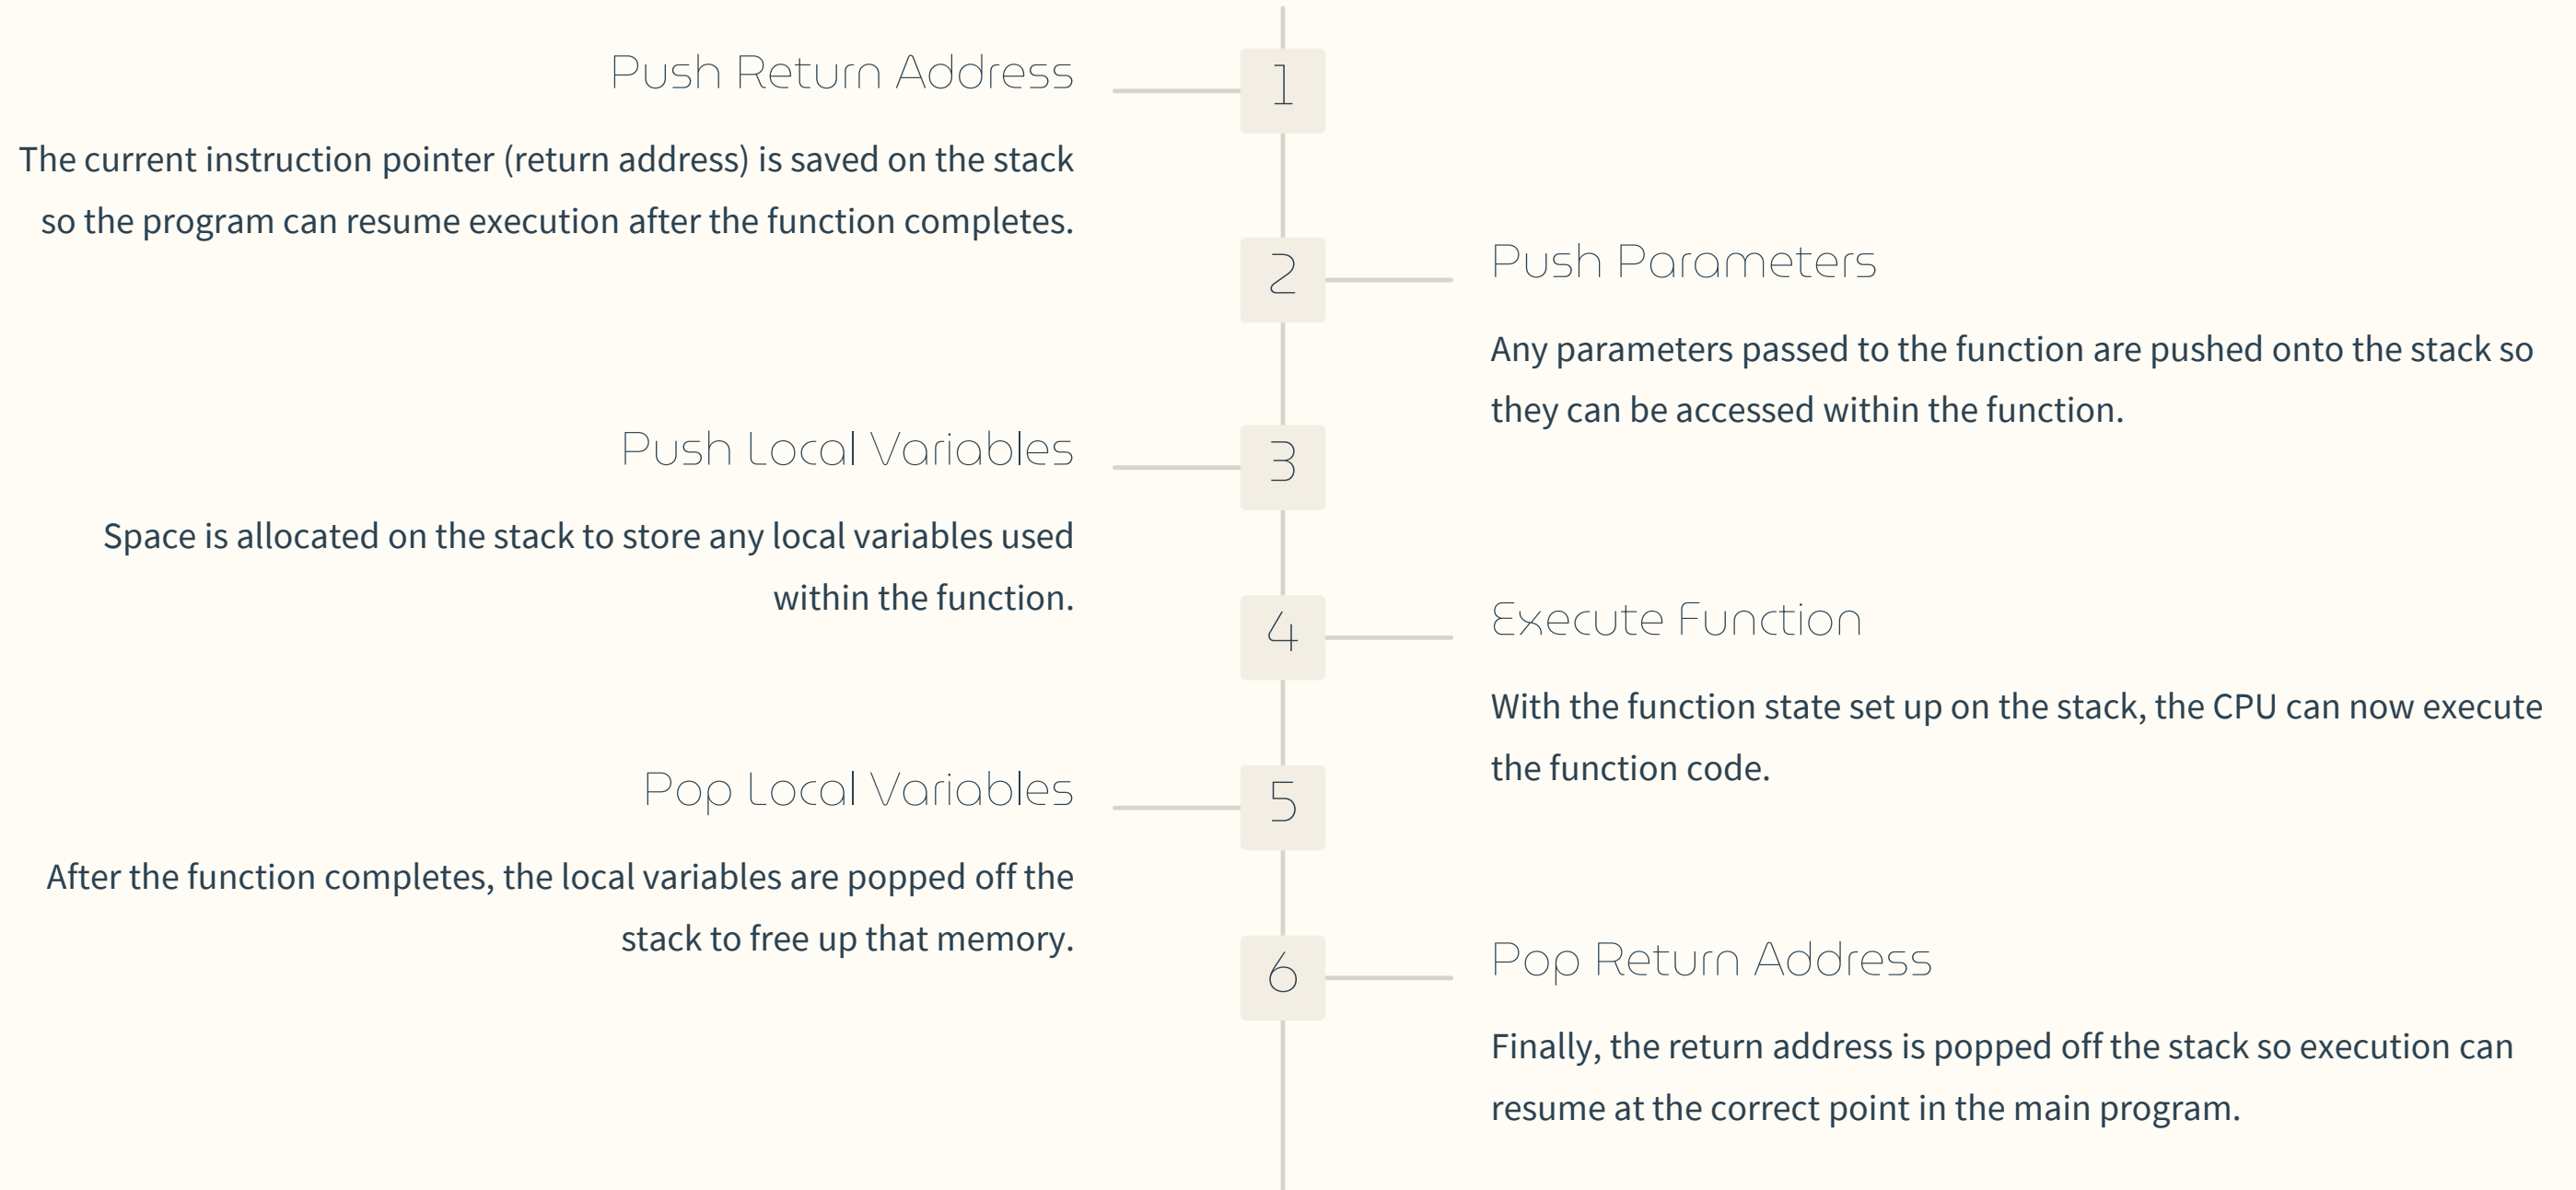 1
Push Return Address
The current instruction pointer (return address) is saved on the stack
so the program can resume execution after the function completes.
2
Push Parameters
Any parameters passed to the function are pushed onto the stack so
they can be accessed within the function.
3
Push Local Variables
Space is allocated on the stack to store any local variables used
within the function.
4
Execute Function
With the function state set up on the stack, the CPU can now execute
the function code.
5
Pop Local Variables
After the function completes, the local variables are popped off the
stack to free up that memory.
6
Pop Return Address
Finally, the return address is popped off the stack so execution can
resume at the correct point in the main program.